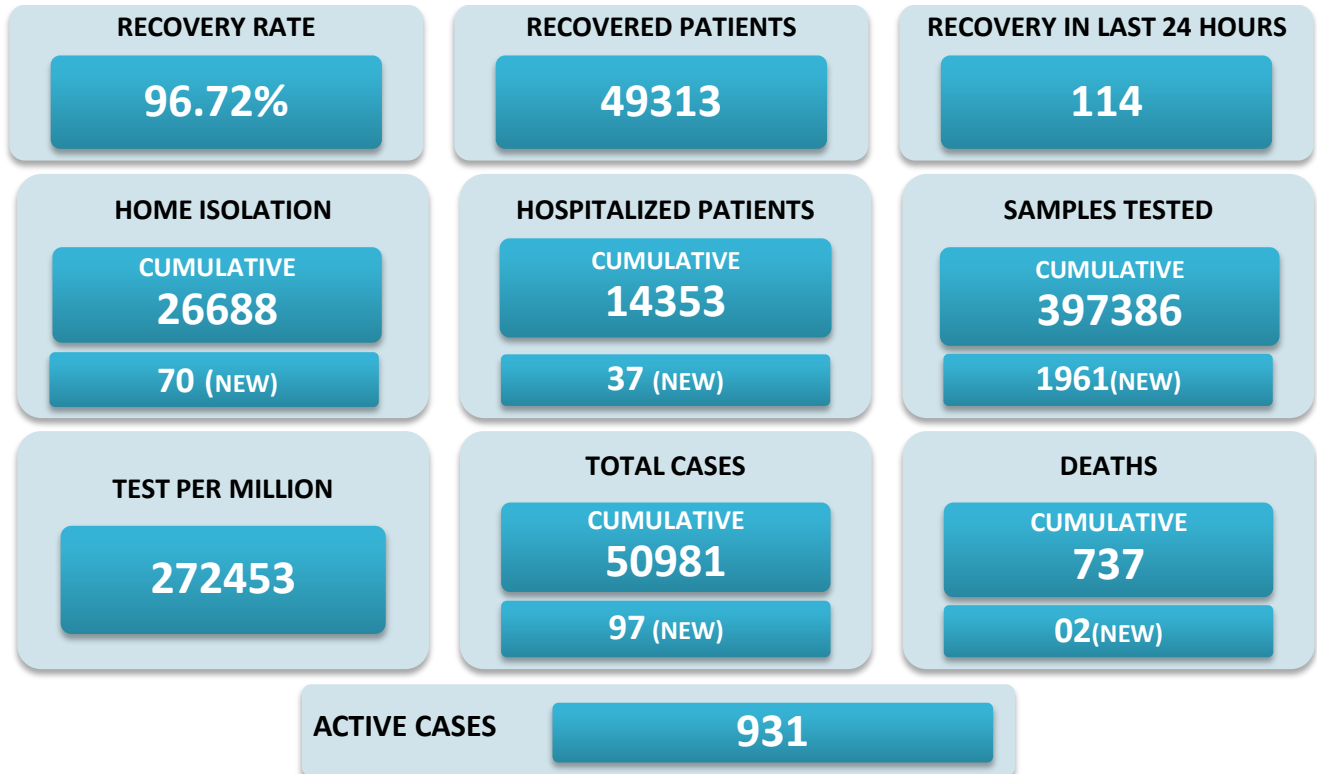 RECOVERY RATE
96.72%
RECOVERED PATIENTS
49313
RECOVERY IN LAST 24 HOURS
114
HOME ISOLATION
CUMULATIVE
26688
70 (NEW)
HOSPITALIZED PATIENTS
CUMULATIVE
14353
37 (NEW)
SAMPLES TESTED
CUMULATIVE
397386
1961(NEW)
TEST PER MILLION
272453
TOTAL CASES
CUMULATIVE
50981
97 (NEW)
DEATHS
CUMULATIVE
737
02(NEW)
ACTIVE CASES
931